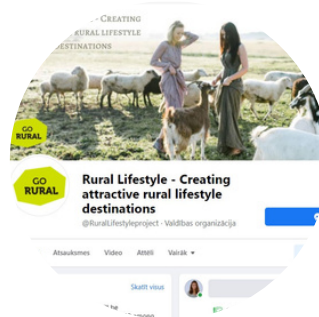 - CREATING
RURAL LIFESTYLE
DESTINATIONS
GO
RURAL
GO
RURAL
Rural Lifestyle - Creating
attractive rural lifestyle
destinations
@RuralLifestyleproject · Valdības organizācija
Atsauksmes Video Attēli Vairāk
Skatīt visus
he